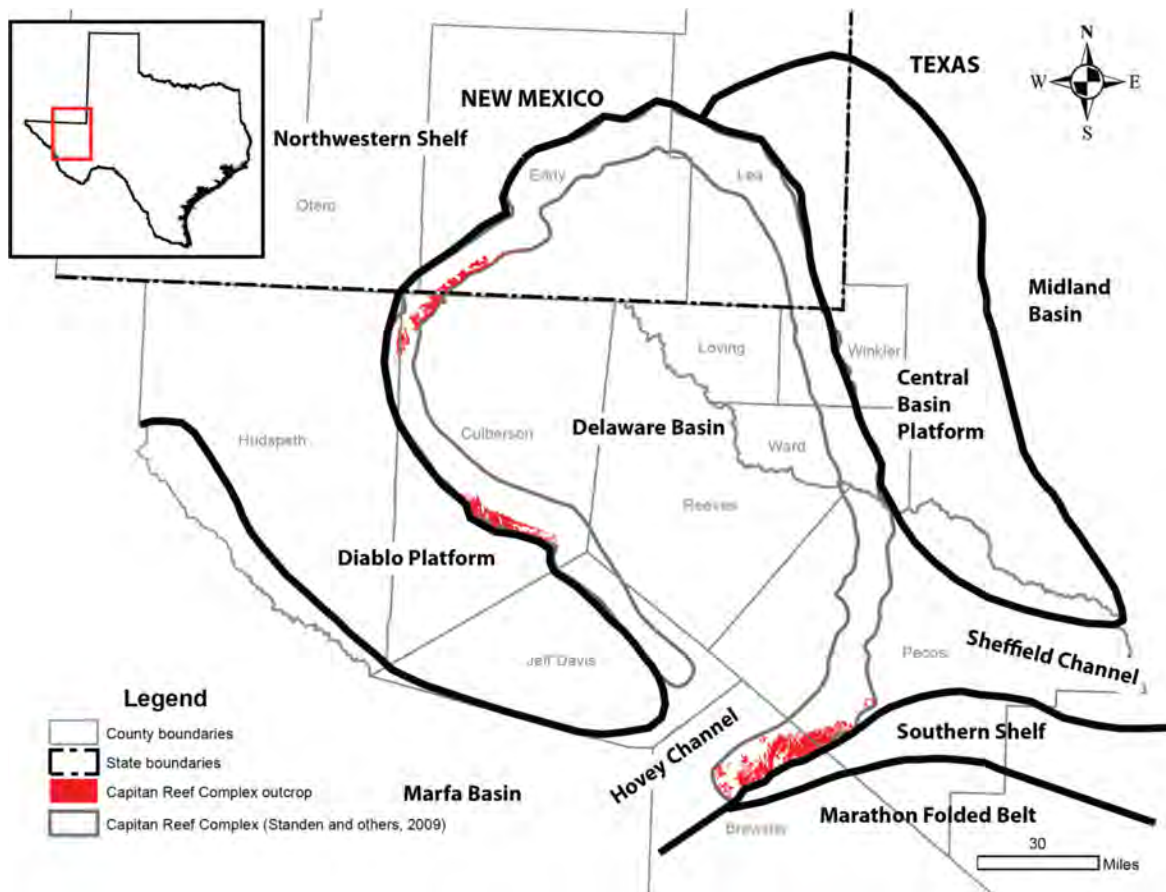 N
W E
S
TEXAS
NEW MEXICO
Northwestern Shelf
Eddy
Lea
Otero
Midland
Basin
Loving
Winkler
Central
Basin
Platform
Hudspeth
Culberson
Delaware Basin
Ward
Reeves
Diablo Platform
Jeff Davis
Pecos
Sheffield Channel
Hovey Channel
Southern Shelf
Marfa Basin
Marathon Folded Belt
Brewster
Legend
County boundaries
State boundaries
Capitan Reef Complex outcrop
Capitan Reef Complex (Standen and others, 2009)
30
Miles